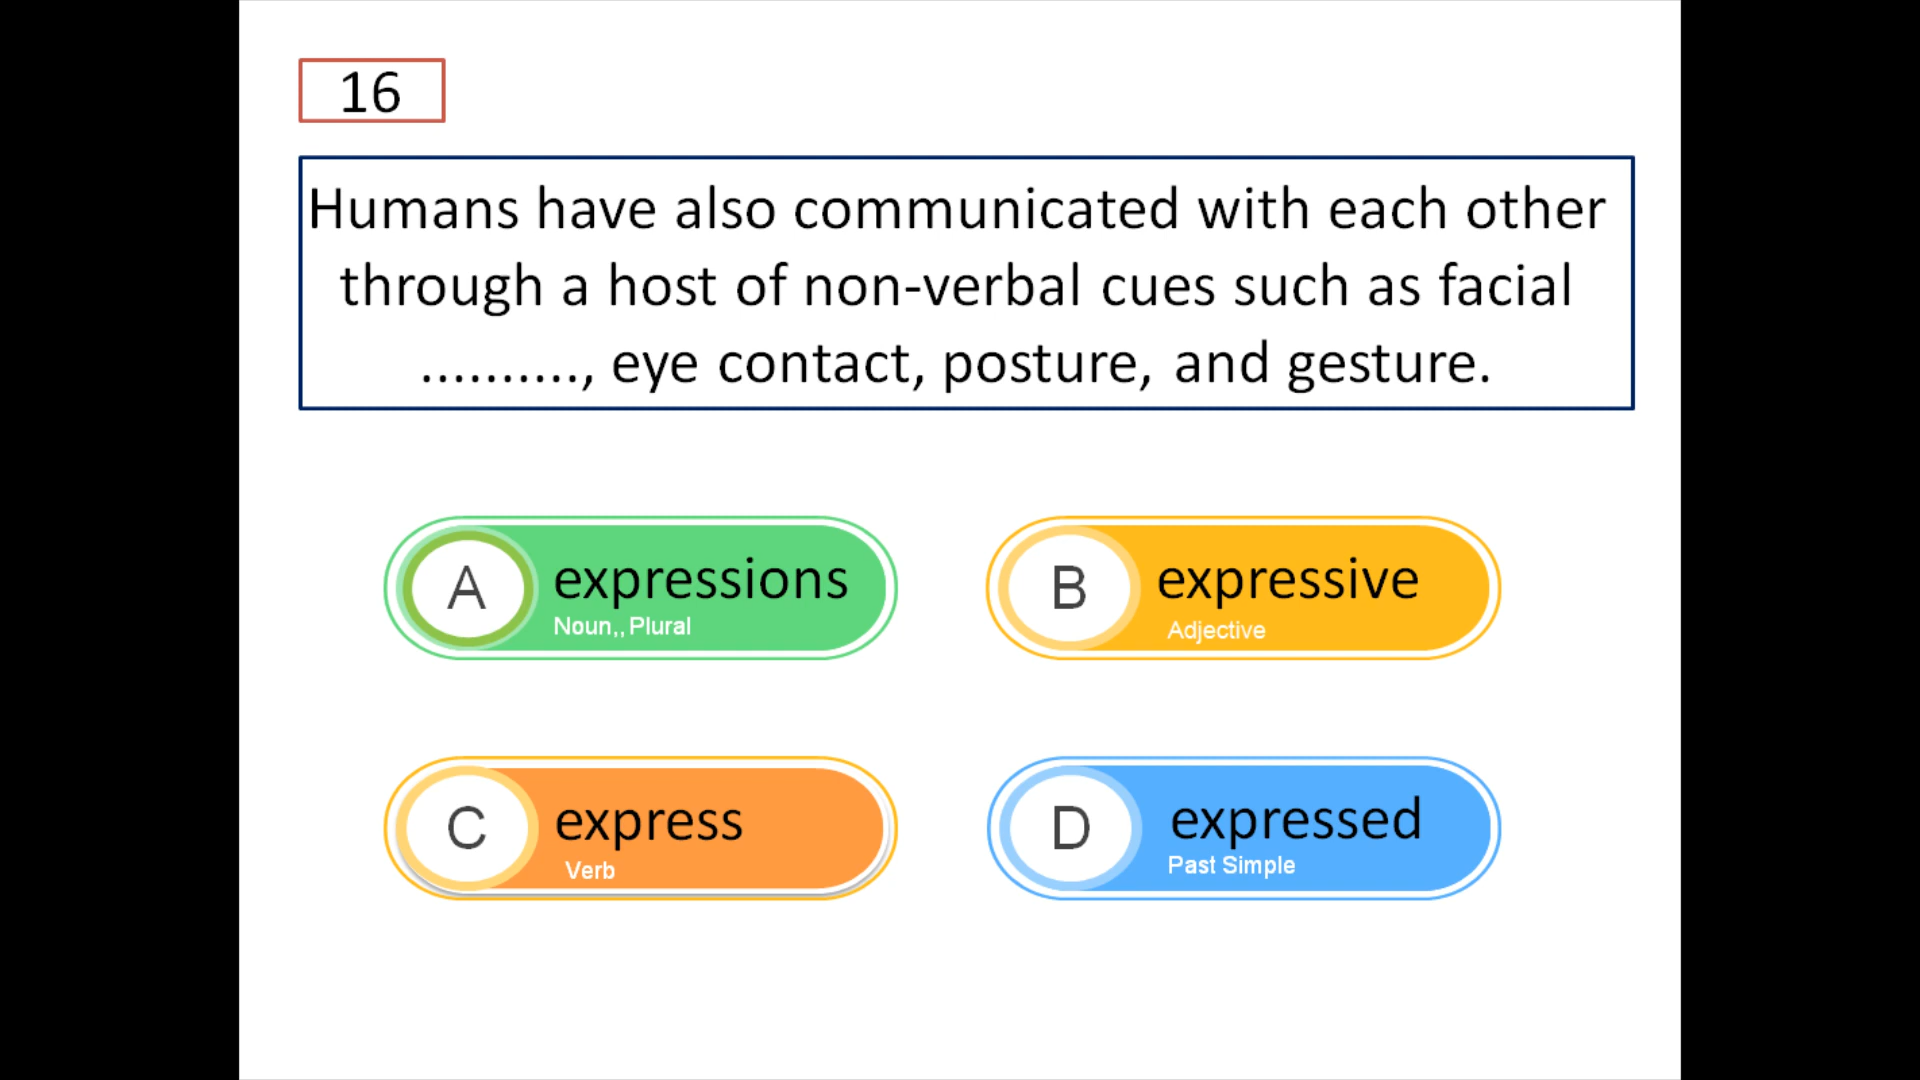 16
Humans have also communicated with each other
through a host of non-verbal cues such as facial
..........., eye contact, posture, and gesture.
A
expressions
Noun,, Plural
B
expressive
Adjective
C
express
Verb
D
expressed
Past Simple